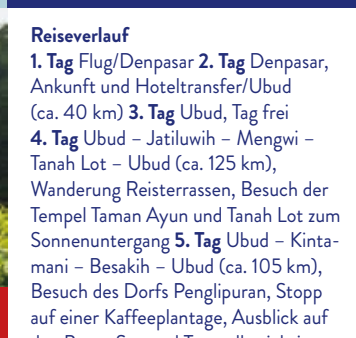 Reiseverlauf
1. Tag Flug/Denpasar 2. Tag Denpasar,
Ankunft und Hoteltransfer/Ubud
(ca. 40 km) 3. Tag Ubud, Tag frei
4. Tag Ubud – Jatiluwih – Mengwi –
Tanah Lot – Ubud (ca. 125 km),
Wanderung Reisterrassen, Besuch der
Tempel Taman Ayun und Tanah Lot zum
Sonnenuntergang 5. Tag Ubud – Kinta-
mani – Besakih – Ubud (ca. 105 km),
Besuch des Dorfs Penglipuran, Stopp
auf einer Kaffeeplantage, Ausblick auf